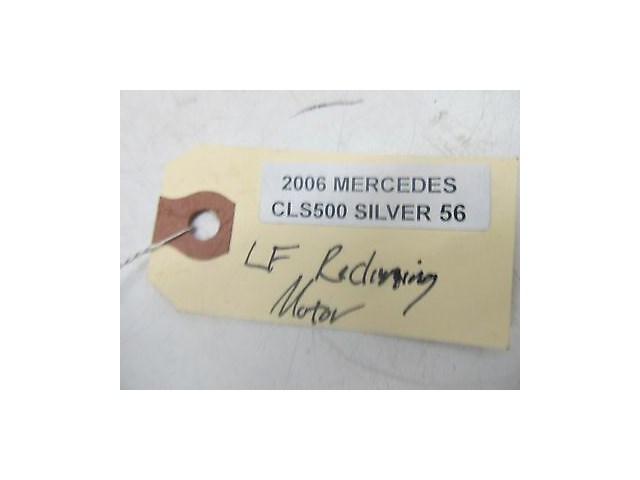 2006 MERCEDES
CLS500 SILVER 56
LF Reclining
Motor